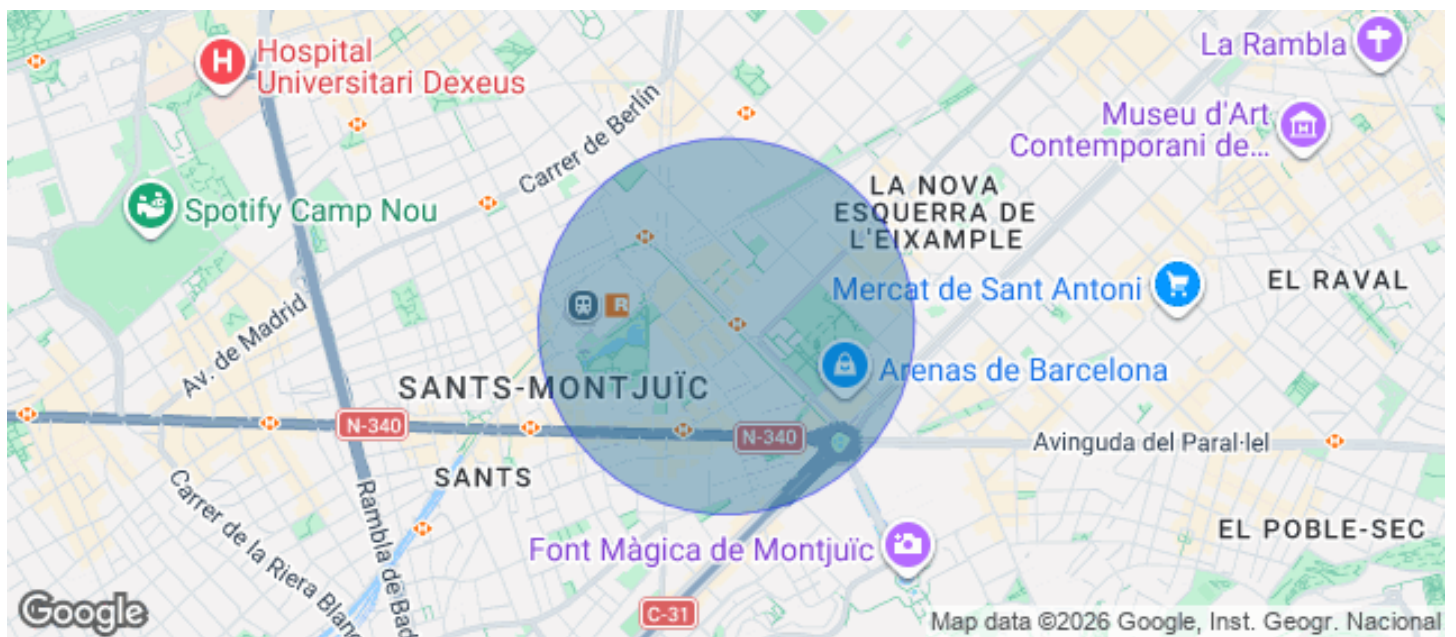 Hospital
Universitari Dexeus
La Rambla
Museu d'Art
Contemporani de...
Carrer de Berlín
Spotify Camp Nou
LA NOVA
ESQUERRA DE
L'EIXAMPLE
Mercat de Sant Antoni
EL RAVAL
Av. de Madrid
R
Arenas de Barcelona
SANTS-MONTJUÏC
N-340
N-340
Avinguda del Paral·lel
SANTS
Carrer de la Riera Blanc
Rambla de Bad
EL POBLE-SEC
Font Màgica de Montjuïc
C-31
Google
Map data ©2026 Google, Inst. Geogr. Nacional